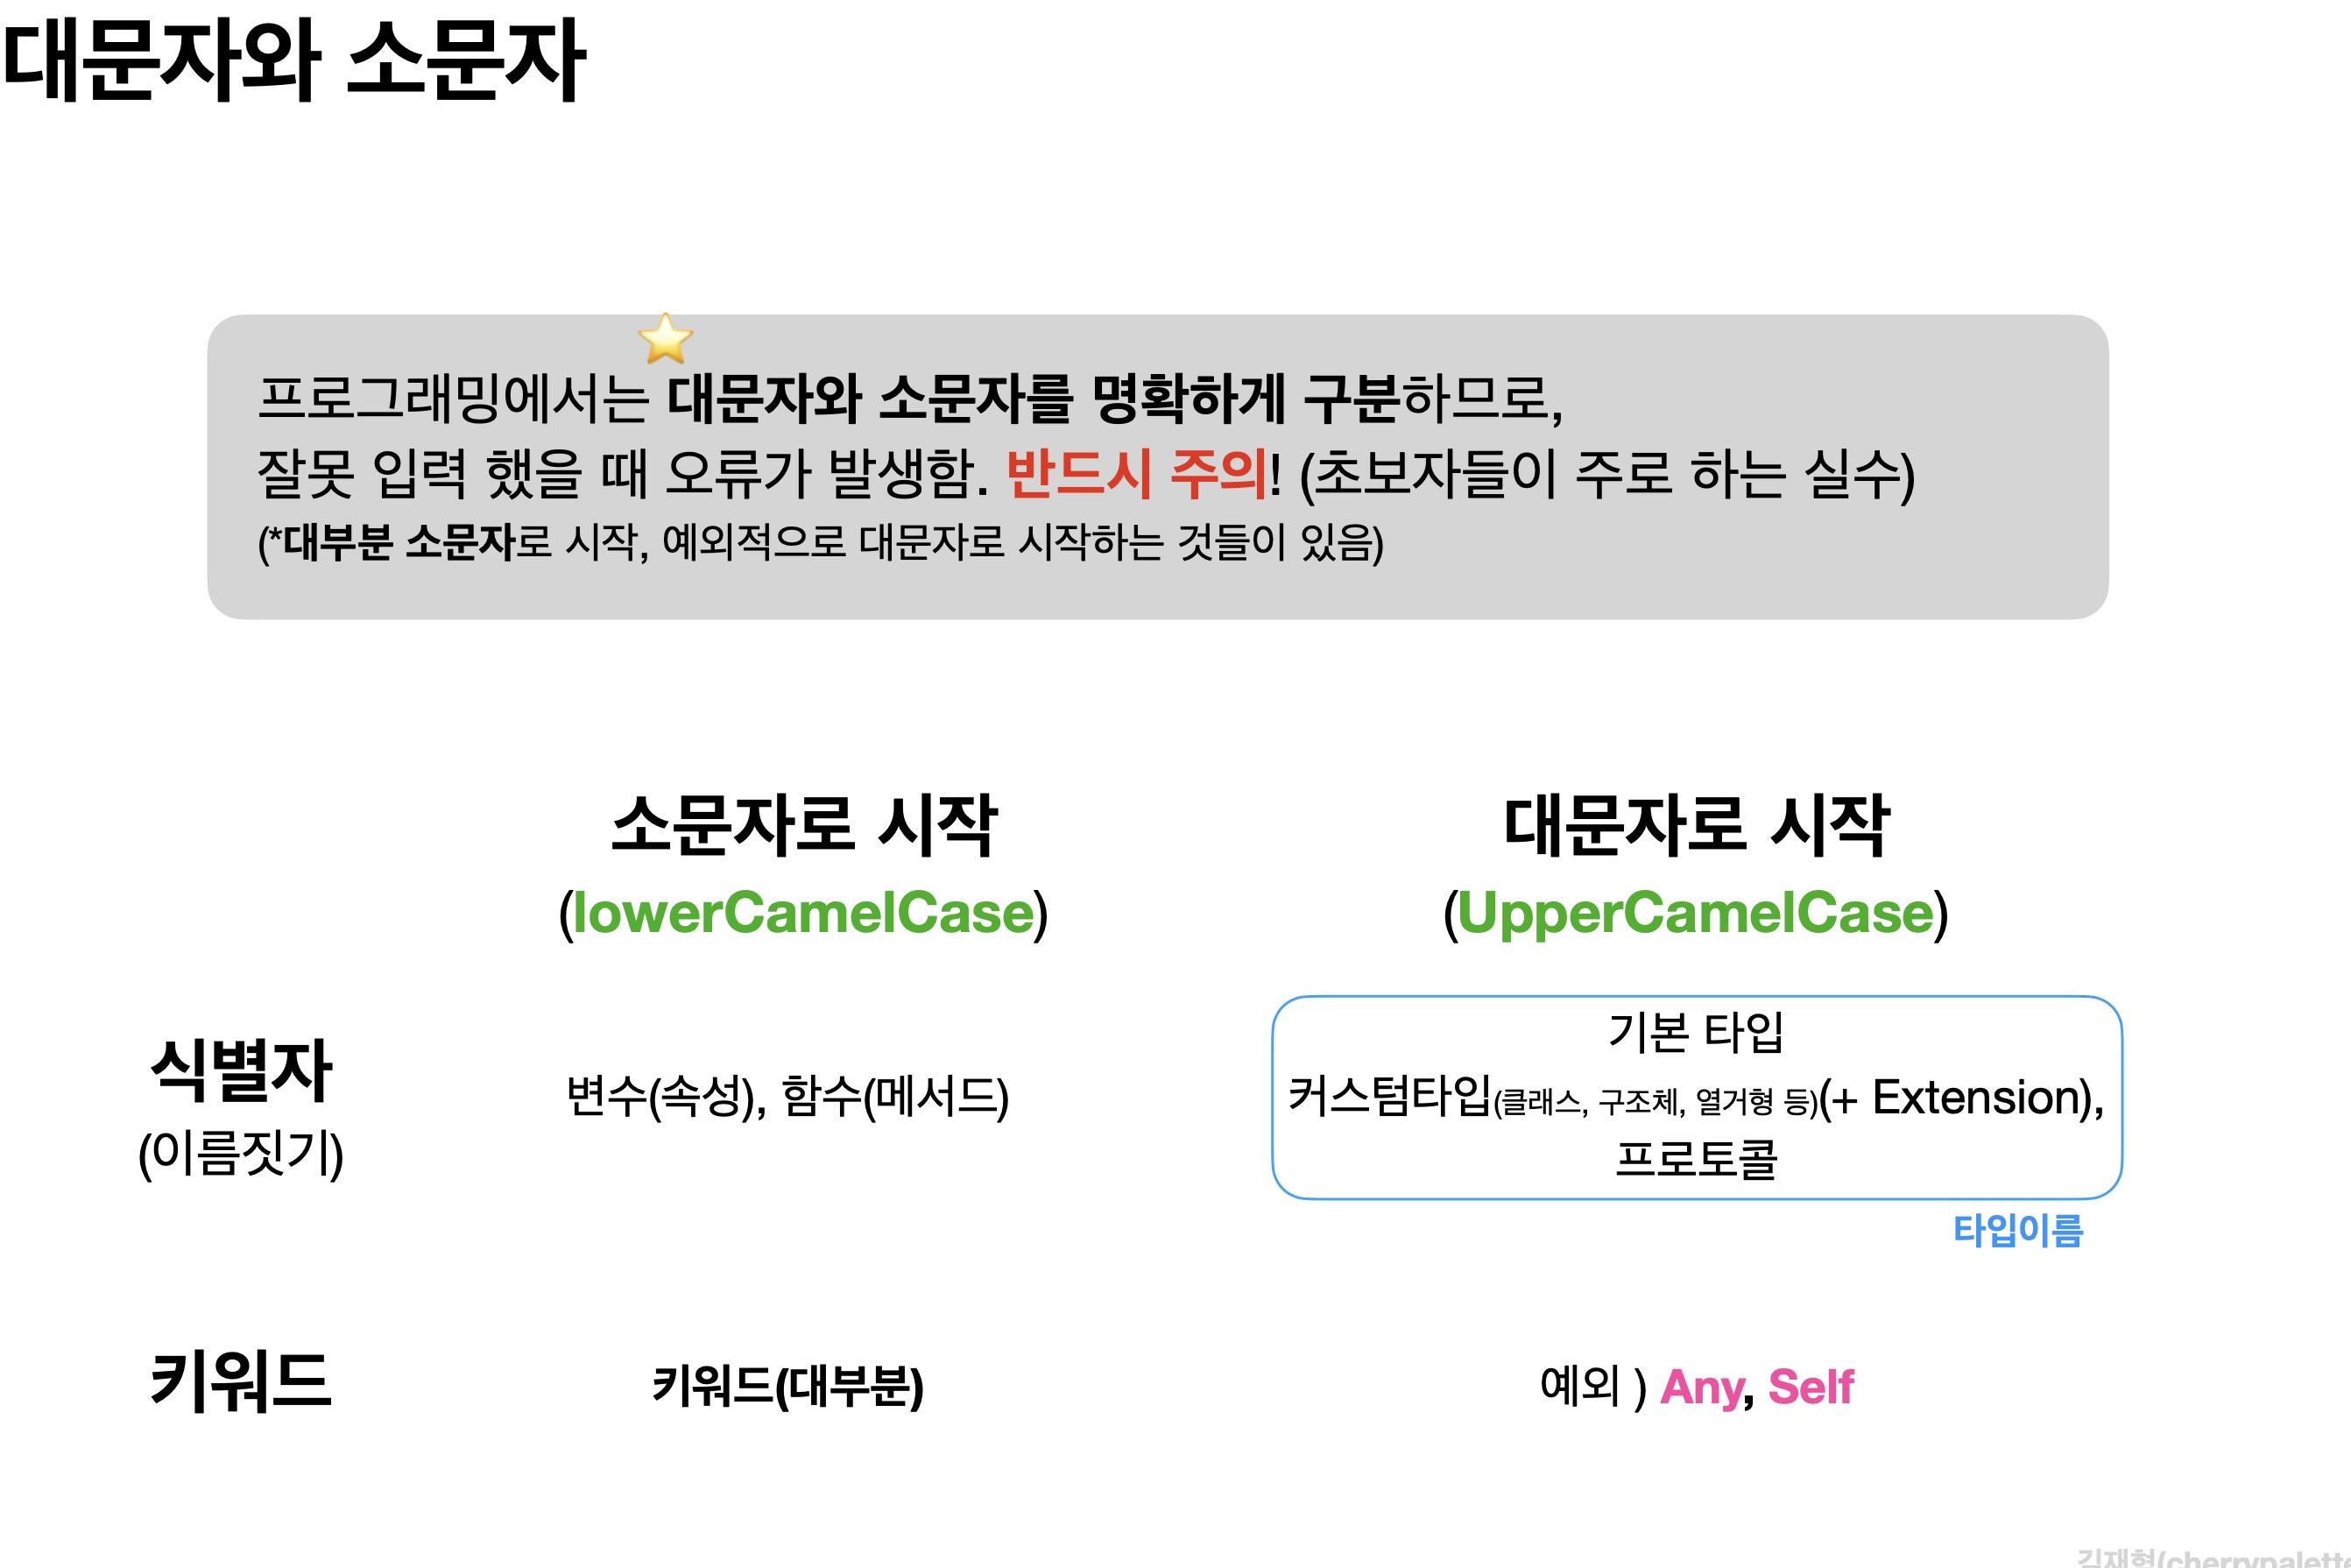 대문자와 소문자
프로그래밍에서는 대문자와 소문자를 명확하게 구분하므로,
잘못 입력 했을 때 오류가 발생함. 반드시 주의! (초보자들이 주로 하는 실수)
(*대부분 소문자로 시작, 예외적으로 대문자로 시작하는 것들이 있음)
소문자로 시작
(lowerCamelCase)
대문자로 시작
(UpperCamelCase)
식별자
(이름짓기)
변수(속성), 함수(메서드)
기본 타입
커스텀타입(클래스, 구조체, 열거형 등)(+ Extension),
프로토콜
타입이름
키워드
키워드(대부분)
예외 ) Any, Self